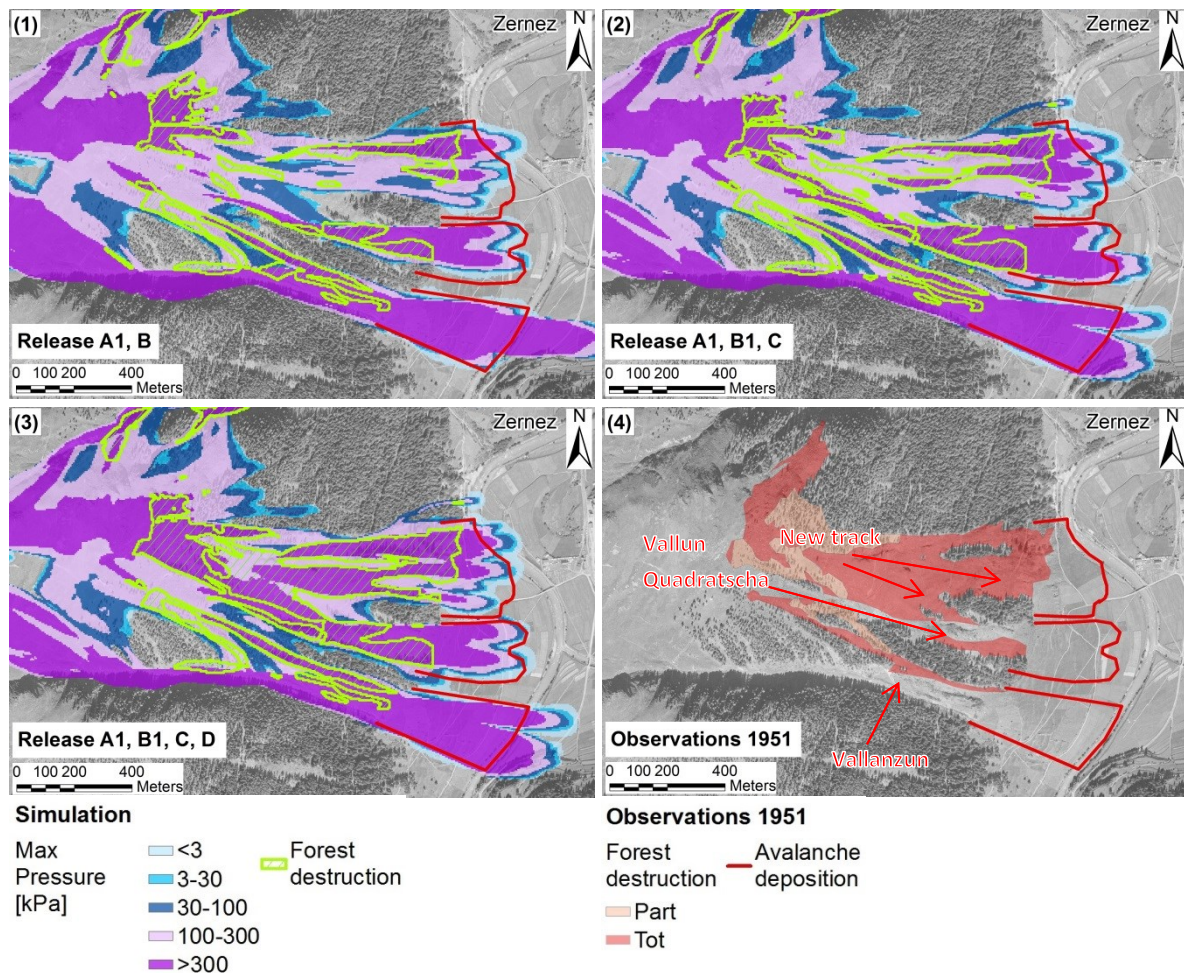 (1)
Zernez
N
Release A1, B
0 100 200 400
Meters
(2)
Zernez
N
Release A1, B1, C
0 100 200 400
Meters
(3)
Zernez
N
Release A1, B1, C, D
0 100 200 400
Meters
(4)
Zernez
N
Vallun
Quadratscha
New track
Vallanzun
Observations 1951
0 100 200 400
Meters
Simulation
Max
Pressure
[kPa]
<3
3-30
30-100
100-300
>300
Forest
destruction
Observations 1951
Forest
destruction
Part
Tot
Avalanche
deposition